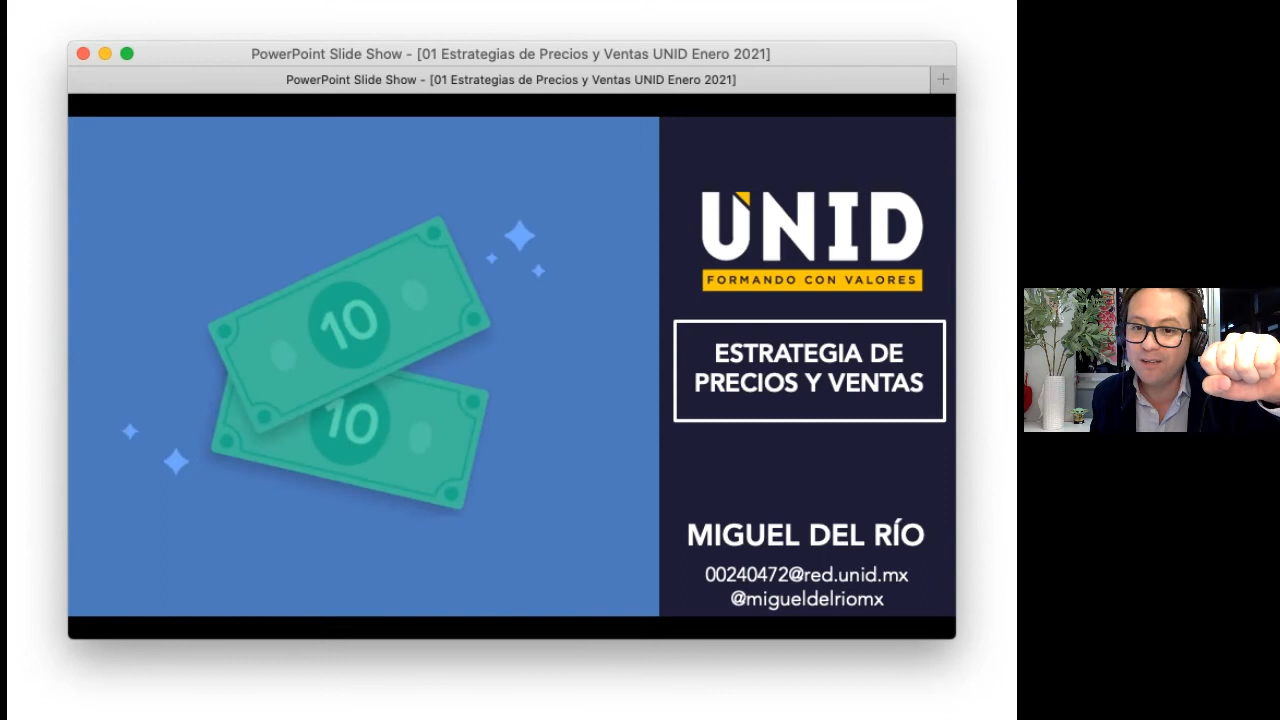 PowerPoint Slide Show - [01 Estrategias de Precios y Ventas UNID Enero 2021]
PowerPoint Slide Show - [01 Estrategias de Precios y Ventas UNID Enero 2021]
10
10
UNID
FORMANDO CON VALORES
ESTRATEGIA DE
PRECIOS Y VENTAS
MIGUEL DEL RÍO
00240472@red.unid.mx
@migueldelriomx